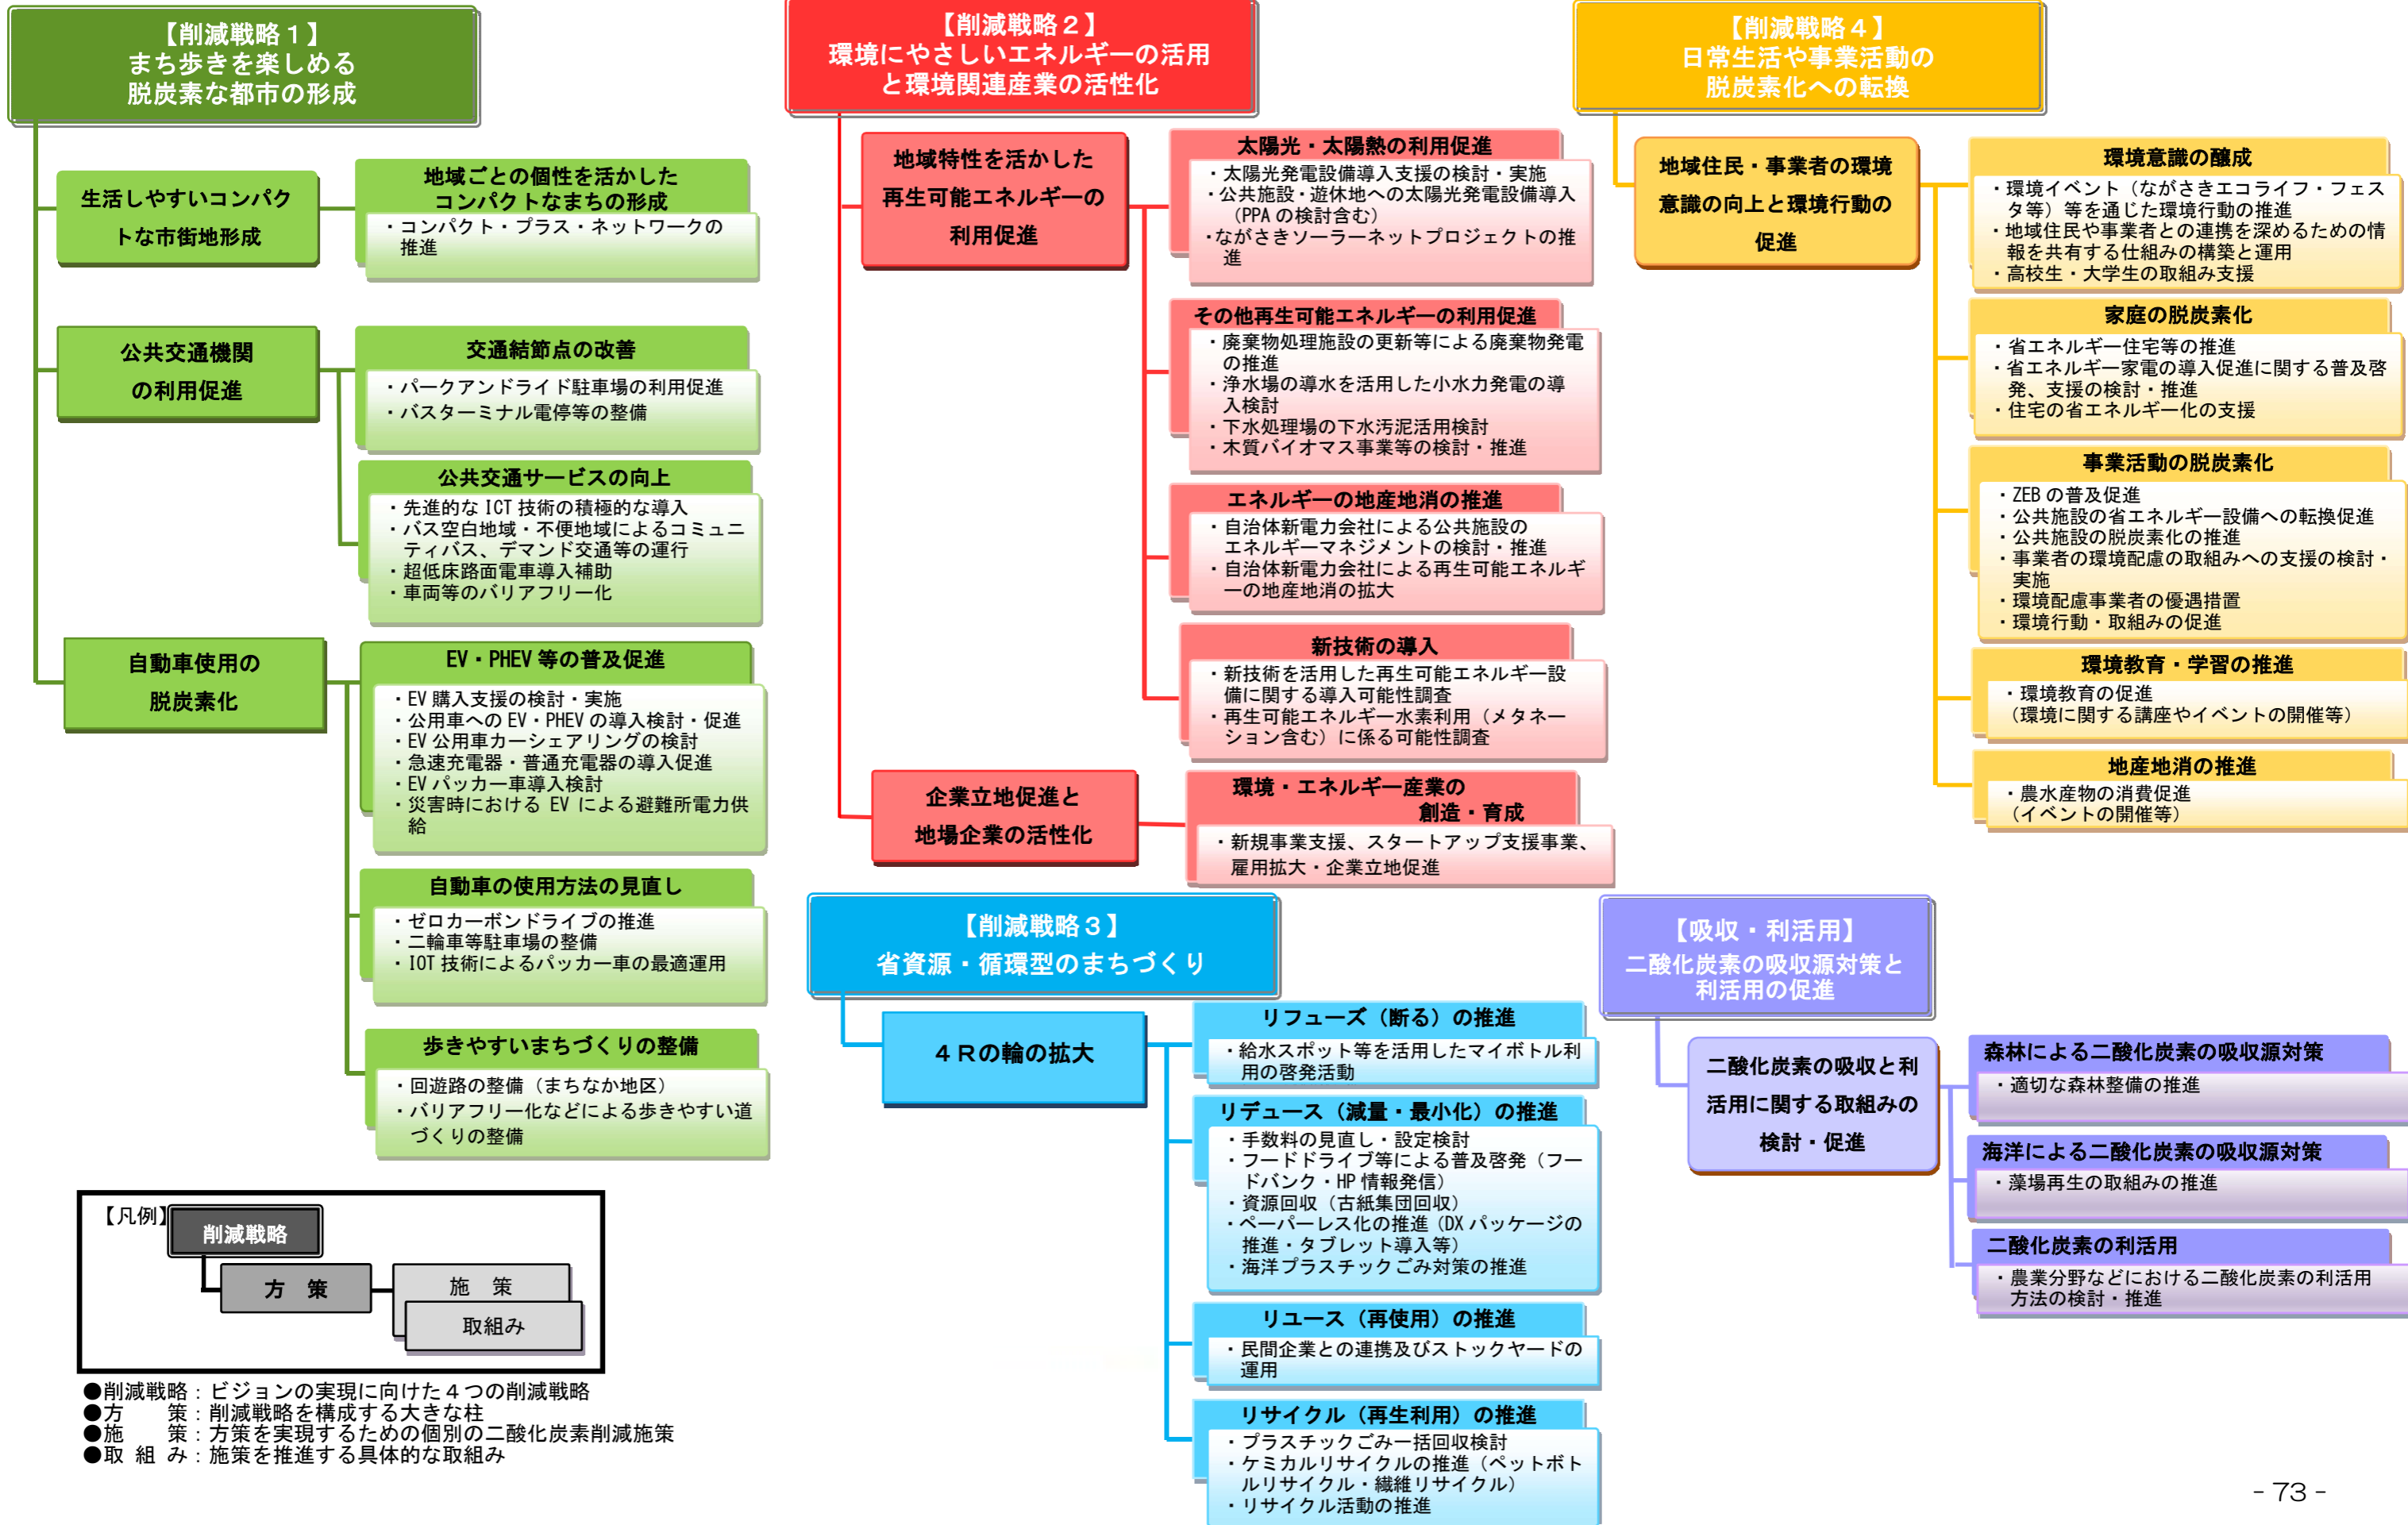 【削減戦略１】
まち歩きを楽しめる
脱炭素な都市の形成
生活しやすいコンパク
トな市街地形成
地域ごとの個性を活かした
コンパクトなまちの形成
・コンパクト・プラス・ネットワークの
推進
公共交通機関
の利用促進
交通結節点の改善
・パークアンドライド駐車場の利用促進
・バスターミナル電停等の整備
公共交通サービスの向上
・先進的な ICT 技術の積極的な導入
・バス空白地域・不便地域によるコミュニ
ティバス、デマンド交通等の運行
・超低床路面電車導入補助
・車両等のバリアフリー化
自動車使用の
脱炭素化
EV・PHEV 等の普及促進
・EV 購入支援の検討・実施
・公用車への EV・PHEV の導入検討・促進
・EV 公用車カーシェアリングの検討
・急速充電器・普通充電器の導入促進
・EV パッカー車導入検討
・災害時における EV による避難所電力供
給
自動車の使用方法の見直し
・ゼロカーボンドライブの推進
・二輪車等駐車場の整備
・IOT 技術によるパッカー車の最適運用
歩きやすいまちづくりの整備
・回遊路の整備（まちなか地区）
・バリアフリー化などによる歩きやすい道
づくりの整備
【凡例】
削減戦略
方　策
施　策
取組み
●削減戦略：ビジョンの実現に向けた４つの削減戦略
●方　　策：削減戦略を構成する大きな柱
●施　　策：方策を実現するための個別の二酸化炭素削減施策
●取 組 み：施策を推進する具体的な取組み
【削減戦略２】
環境にやさしいエネルギーの活用
と環境関連産業の活性化
地域特性を活かした
再生可能エネルギーの
利用促進
太陽光・太陽熱の利用促進
・太陽光発電設備導入支援の検討・実施
・公共施設・遊休地への太陽光発電設備導入
（PPA の検討含む）
・ながさきソーラーネットプロジェクトの推
進
その他再生可能エネルギーの利用促進
・廃棄物処理施設の更新等による廃棄物発電
の推進
・浄水場の導水を活用した小水力発電の導
入検討
・下水処理場の下水汚泥活用検討
・木質バイオマス事業等の検討・推進
エネルギーの地産地消の推進
・自治体新電力会社による公共施設の
エネルギーマネジメントの検討・推進
・自治体新電力会社による再生可能エネルギ
ーの地産地消の拡大
新技術の導入
・新技術を活用した再生可能エネルギー設
備に関する導入可能性調査
・再生可能エネルギー水素利用（メタネー
ション含む）に係る可能性調査
企業立地促進と
地場企業の活性化
環境・エネルギー産業の
創造・育成
・新規事業支援、スタートアップ支援事業、
雇用拡大・企業立地促進
【削減戦略３】
省資源・循環型のまちづくり
４Ｒの輪の拡大
リフューズ（断る）の推進
・給水スポット等を活用したマイボトル利
用の啓発活動
リデュース（減量・最小化）の推進
・手数料の見直し・設定検討
・フードドライブ等による普及啓発（フー
ドバンク・HP 情報発信）
・資源回収（古紙集団回収）
・ペーパーレス化の推進（DX パッケージの
推進・タブレット導入等）
・海洋プラスチックごみ対策の推進
リユース（再使用）の推進
・民間企業との連携及びストックヤードの
運用
リサイクル（再生利用）の推進
・プラスチックごみ一括回収検討
・ケミカルリサイクルの推進（ペットボト
ルリサイクル・繊維リサイクル）
・リサイクル活動の推進
【削減戦略４】
日常生活や事業活動の
脱炭素化への転換
地域住民・事業者の環境
意識の向上と環境行動の
促進
環境意識の醸成
・環境イベント（ながさきエコライフ・フェス
タ等）等を通じた環境行動の推進
・地域住民や事業者との連携を深めるための情
報を共有する仕組みの構築と運用
・高校生・大学生の取組み支援
家庭の脱炭素化
・省エネルギー住宅等の推進
・省エネルギー家電の導入促進に関する普及啓
発、支援の検討・推進
・住宅の省エネルギー化の支援
事業活動の脱炭素化
・ZEB の普及促進
・公共施設の省エネルギー設備への転換促進
・公共施設の脱炭素化の推進
・事業者の環境配慮の取組みへの支援の検討・
実施
・環境配慮事業者の優遇措置
・環境行動・取組みの促進
環境教育・学習の推進
・環境教育の促進
（環境に関する講座やイベントの開催等）
地産地消の推進
・農水産物の消費促進
（イベントの開催等）
【吸収・利活用】
二酸化炭素の吸収源対策と
利活用の促進
二酸化炭素の吸収と利
活用に関する取組みの
検討・促進
森林による二酸化炭素の吸収源対策
・適切な森林整備の推進
海洋による二酸化炭素の吸収源対策
・藻場再生の取組みの推進
二酸化炭素の利活用
・農業分野などにおける二酸化炭素の利活用
方法の検討・推進
- 73 -